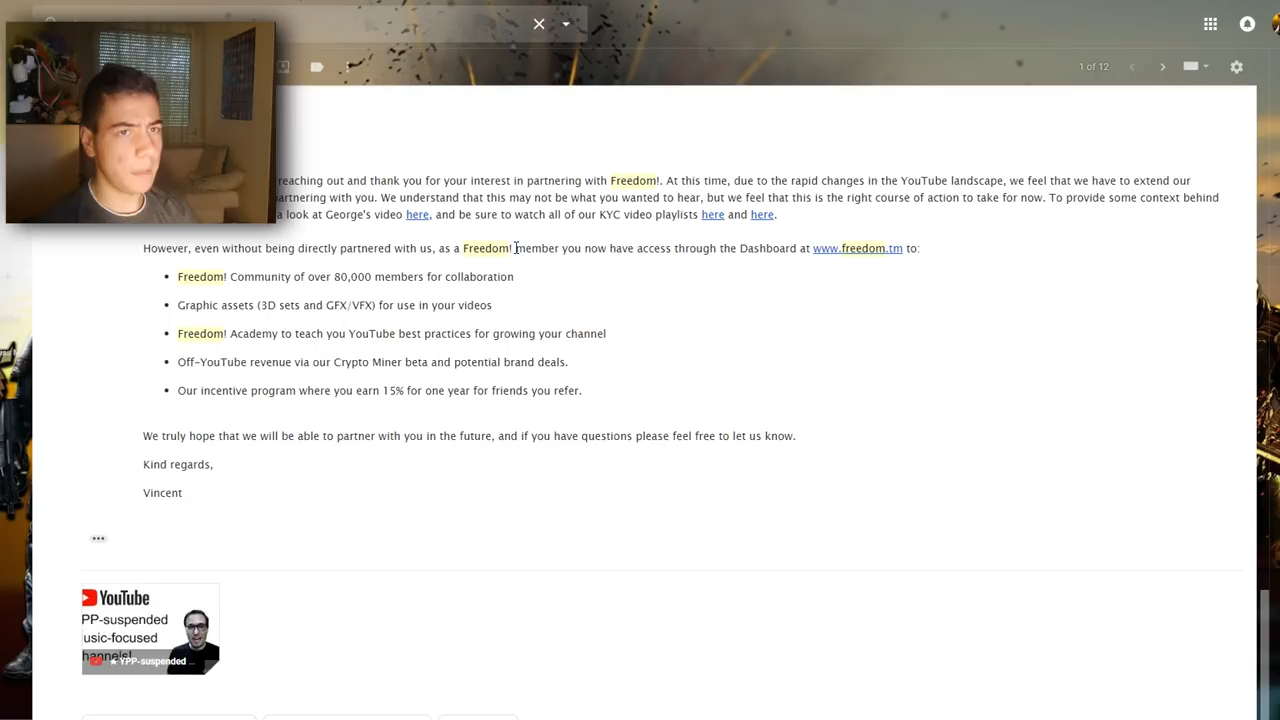 1 of 12
reaching out and thank you for your interest in partnering with Freedom!. At this time, due to the rapid changes in the YouTube landscape, we feel that we have to extend our
partnering with you. We understand that this may not be what you wanted to hear, but we feel that this is the right course of action to take for now. To provide some context behind
a look at George's video here, and be sure to watch all of our KYC video playlists here and here.
However, even without being directly partnered with us, as a Freedom! member you now have access through the Dashboard at www.freedom.tm to:
• Freedom! Community of over 80,000 members for collaboration
• Graphic assets (3D sets and GFX/VFX) for use in your videos
• Freedom! Academy to teach you YouTube best practices for growing your channel
• Off-YouTube revenue via our Crypto Miner beta and potential brand deals.
• Our incentive program where you earn 15% for one year for friends you refer.
We truly hope that we will be able to partner with you in the future, and if you have questions please feel free to let us know.
Kind regards,
Vincent
YouTube
PP-suspended
usic-focused
hannels!
★ YPP-suspended ...